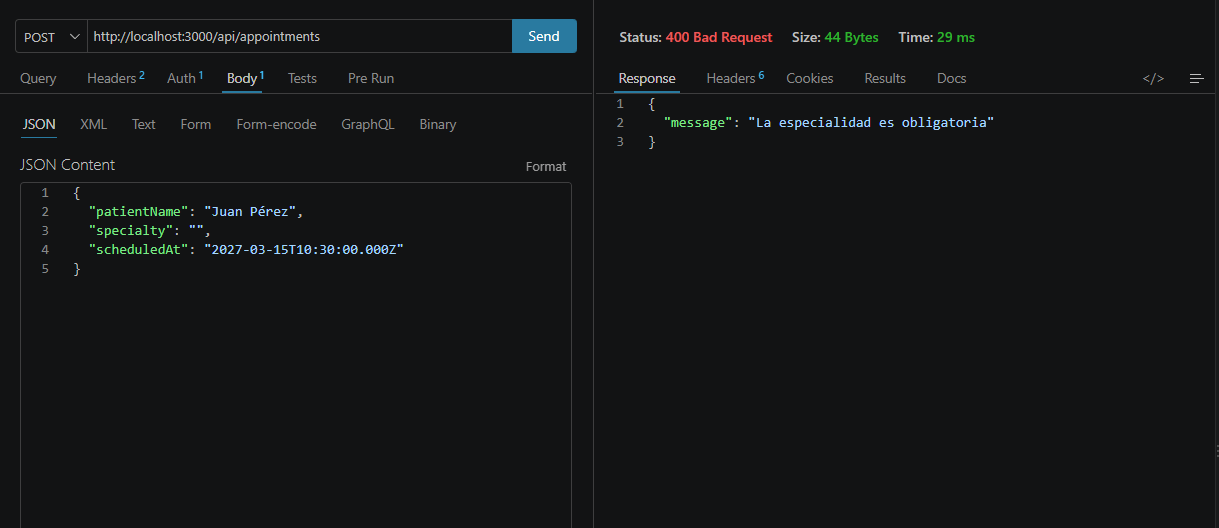 POST http://localhost:3000/api/appointments Send
Query Headers 2 Auth 1 Body 1 Tests Pre Run
JSON XML Text Form Form-encode GraphQL Binary
JSON Content Format
1 {
2 "patientName": "Juan Pérez",
3 "specialty": "",
4 "scheduledAt": "2027-03-15T10:30:00.000Z"
5 }
Status: 400 Bad Request Size: 44 Bytes Time: 29 ms
Response Headers 6 Cookies Results Docs </>
1 {
2 "message": "La especialidad es obligatoria"
3 }